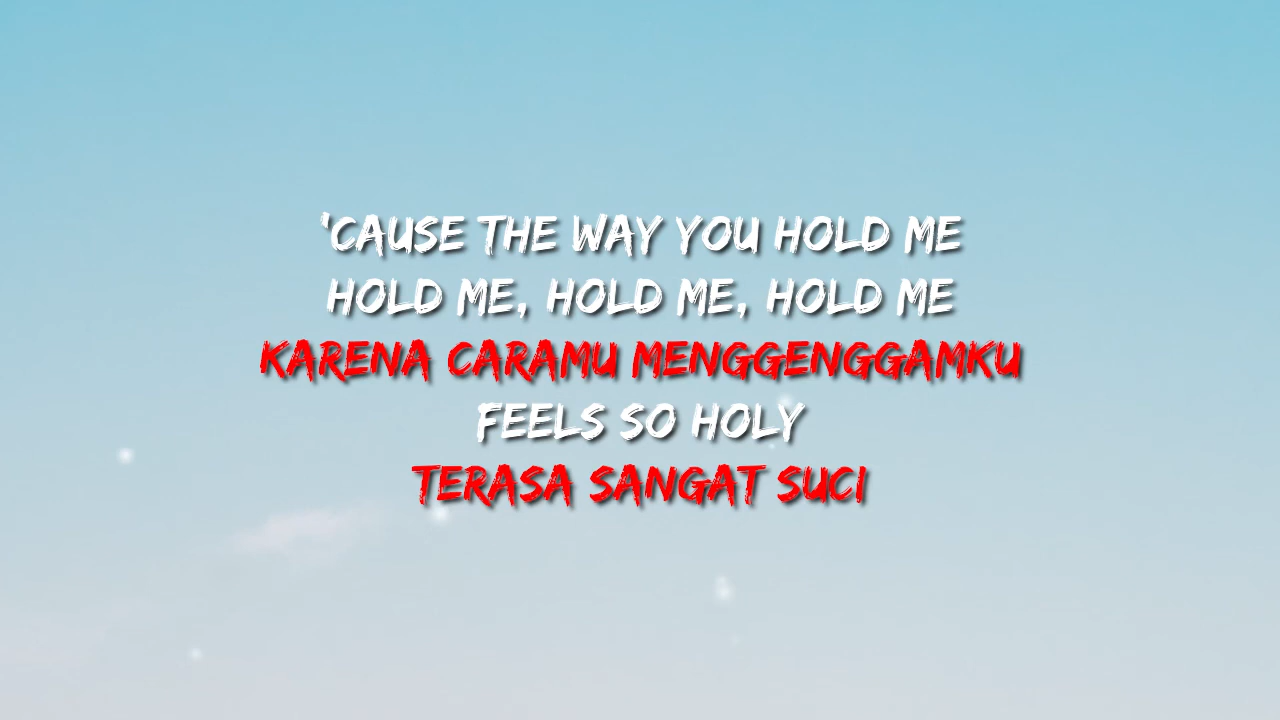 'CAUSE THE WAY YOU HOLD ME
HOLD ME, HOLD ME, HOLD ME
KARENA CARAMU MENGGENGGAMKU
FEELS SO HOLY
TERASA SANGAT SUCI